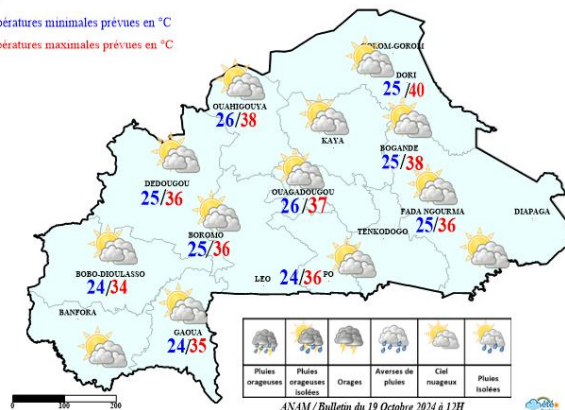 pératures minimales prévues en °C
pératures maximales prévues en °C
DORI
25/40
OUAHIGOUYA
26/38
KAYA
BOGANDE
25/38
DEDOUGOU
25/36
OUAGADOUGOU
26/37
FADA NGOURMA
25/36
DIAPAGA
BOROMO
25/36
TENKODOGO
BOBO-DIOULASSO
24/34
LEO
24/36
PO
BANFORA
GAOUA
24/35
Pluies orageuses
Pluies orageuses isolées
Orages
Averses de pluies
Ciel nuageux
Pluies isolées
0 100 200
ANAM / Bulletin du 19 Octobre 2024 à 12H